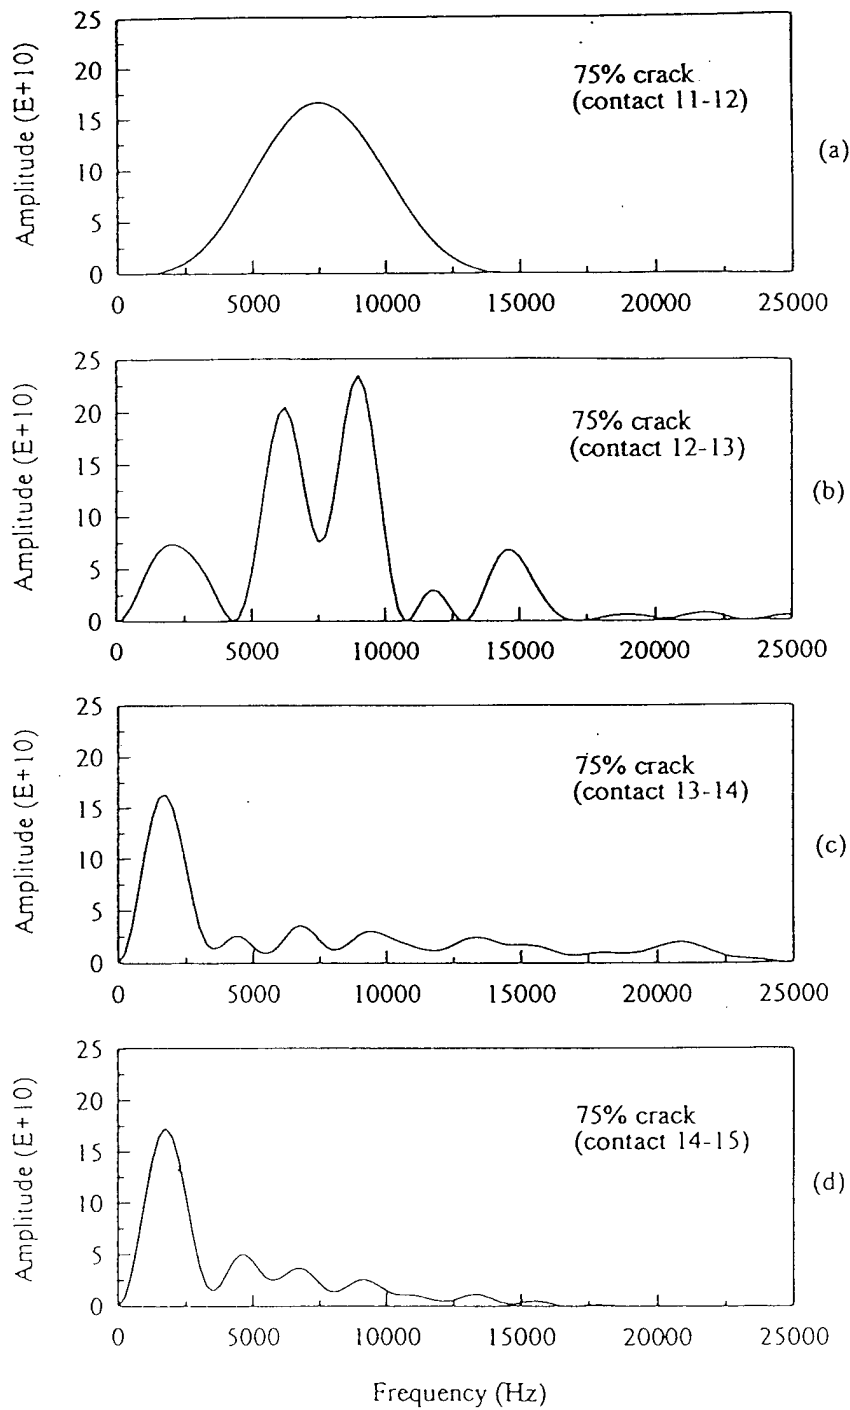 25
20
15
10
5
0
Amplitude (E+10)
75% crack
(contact 11-12)
(a)
0 5000 10000 15000 20000 25000
25
20
15
10
5
0
Amplitude (E+10)
75% crack
(contact 12-13)
(b)
0 5000 10000 15000 20000 25000
25
20
15
10
5
0
Amplitude (E+10)
75% crack
(contact 13-14)
(c)
0 5000 10000 15000 20000 25000
25
20
15
10
5
0
Amplitude (E+10)
75% crack
(contact 14-15)
(d)
0 5000 10000 15000 20000 25000
Frequency (Hz)